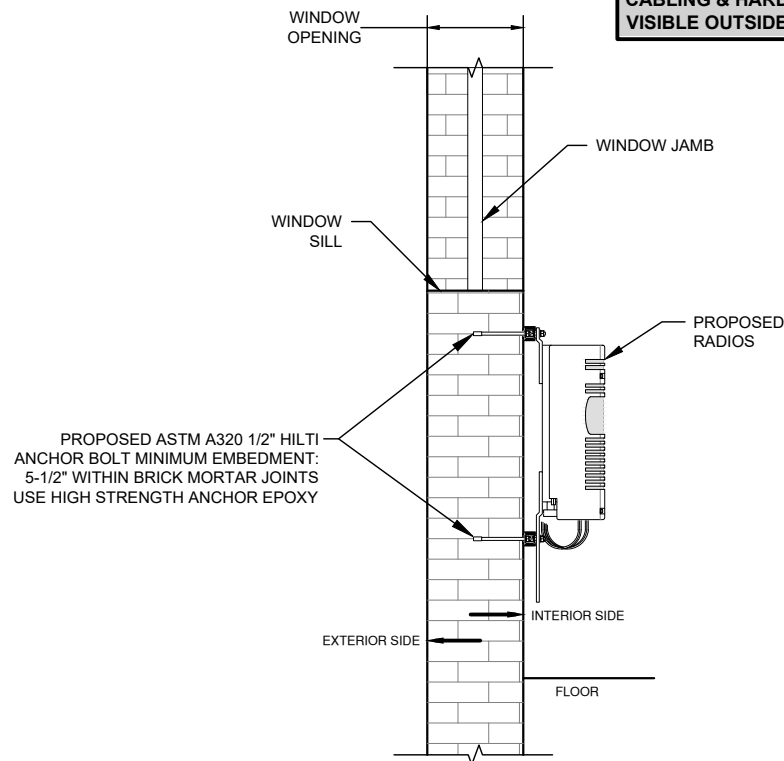 CABLING & HARD
VISIBLE OUTSIDE
WINDOW
OPENING
WINDOW JAMB
WINDOW
SILL
PROPOSED
RADIOS
PROPOSED ASTM A320 1/2" HILTI
ANCHOR BOLT MINIMUM EMBEDMENT:
5-1/2" WITHIN BRICK MORTAR JOINTS
USE HIGH STRENGTH ANCHOR EPOXY
INTERIOR SIDE
EXTERIOR SIDE
FLOOR